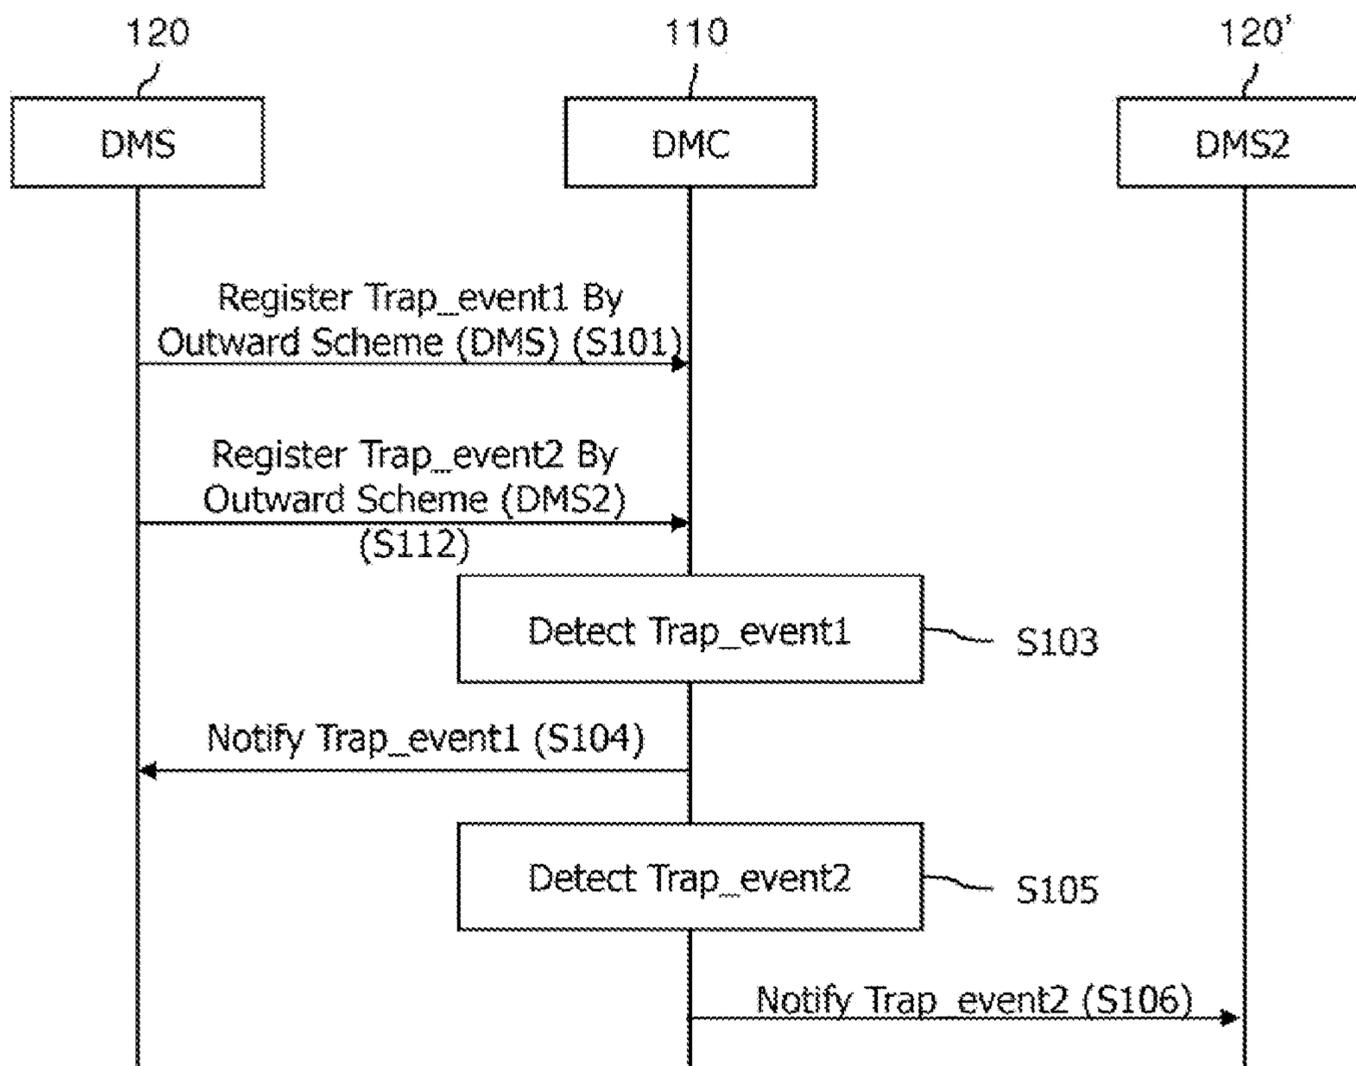 120
110
120'
DMS
DMC
DMS2
Register Trap_event1 By
Outward Scheme (DMS) (S101)
Register Trap_event2 By
Outward Scheme (DMS2)
(S112)
Detect Trap_event1
S103
Notify Trap_event1 (S104)
Detect Trap_event2
S105
Notify Trap_event2 (S106)